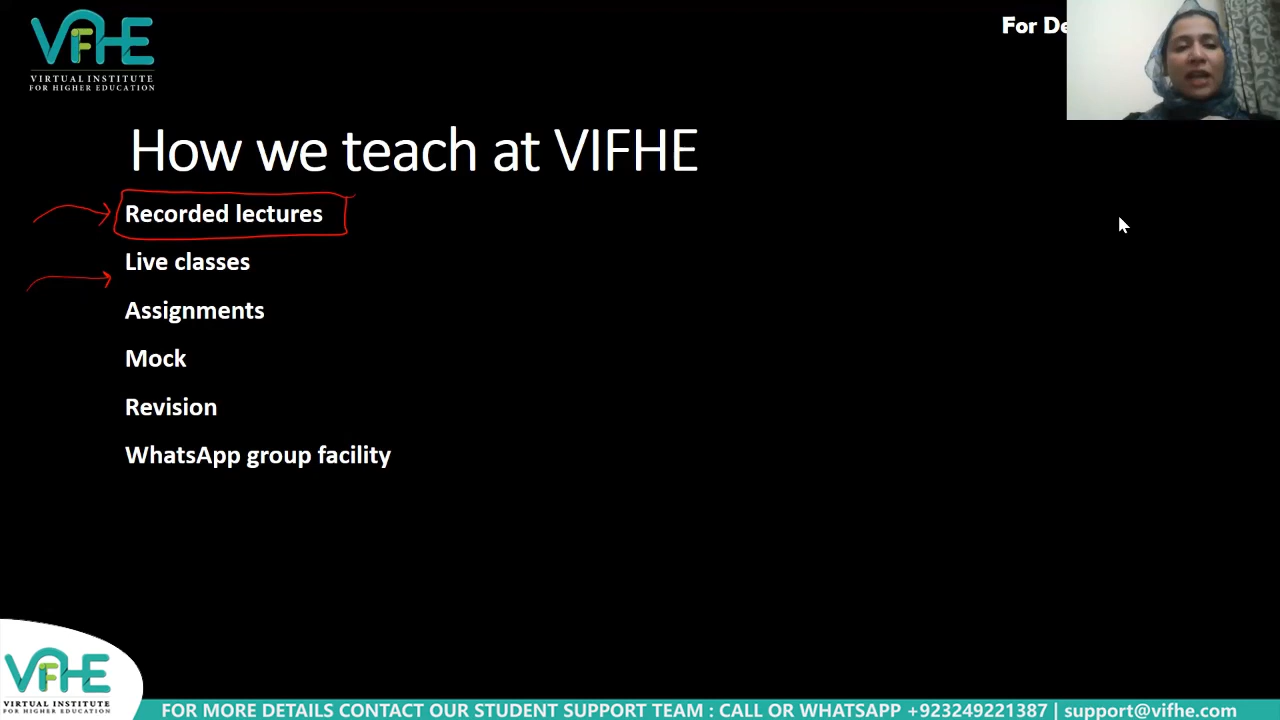 VIFHE
VIRTUAL INSTITUTE
FOR HIGHER EDUCATION
For De
How we teach at VIFHE
Recorded lectures
Live classes
Assignments
Mock
Revision
WhatsApp group facility
VIFHE
VIRTUAL INSTITUTE
FOR HIGHER EDUCATION
FOR MORE DETAILS CONTACT OUR STUDENT SUPPORT TEAM : CALL OR WHATSAPP +923249221387 | support@vifhe.com